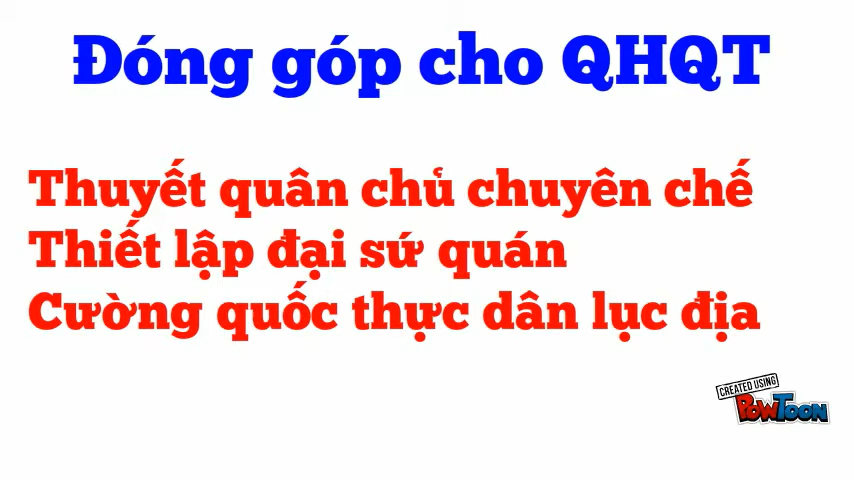 Đóng góp cho QHQT
Thuyết quân chủ chuyên chế
Thiết lập đại sứ quán
Cường quốc thực dân lục địa
CREATED USING
POWTOON